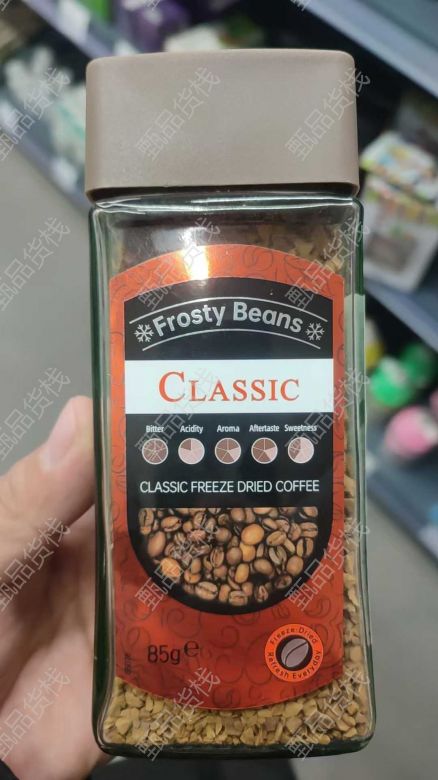 Frosty Beans
CLASSIC
Bitter Acidity Aroma Aftertaste Sweetness
CLASSIC FREEZE DRIED COFFEE
85g e
Freeze-Dried
Refresh Everyday
甄品货栈